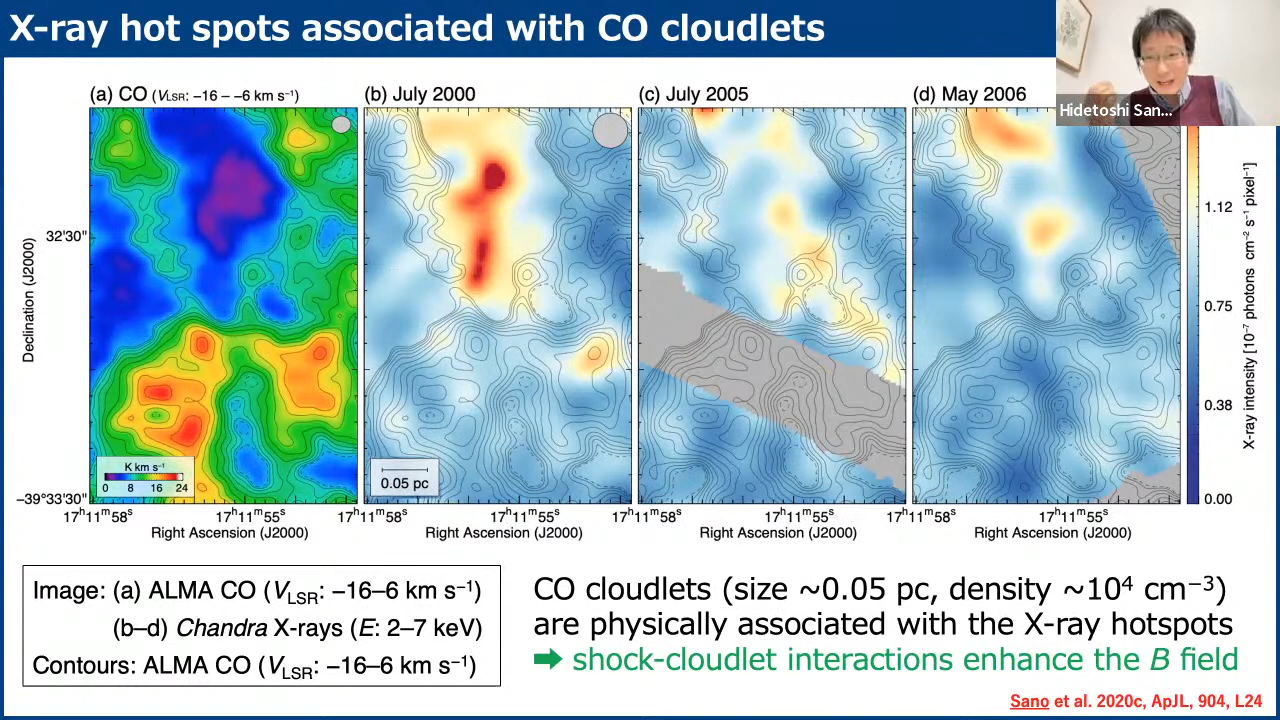 X-ray hot spots associated with CO cloudlets
Hidetoshi San...
(a) CO (VLSR: −16 – −6 km s⁻¹)
(b) July 2000
(c) July 2005
(d) May 2006
Declination (J2000)
32'30"
−39°33'30"
K km s⁻¹
0 8 16 24
0.05 pc
17ʰ11ᵐ58ˢ 17ʰ11ᵐ55ˢ
17ʰ11ᵐ58ˢ 17ʰ11ᵐ55ˢ
17ʰ11ᵐ58ˢ 17ʰ11ᵐ55ˢ
17ʰ11ᵐ58ˢ 17ʰ11ᵐ55ˢ
Right Ascension (J2000)
Right Ascension (J2000)
Right Ascension (J2000)
Right Ascension (J2000)
1.12
0.75
0.38
0.00
X-ray intensity [10⁻⁷ photons cm⁻² s⁻¹ pixel⁻¹]
Image: (a) ALMA CO (VLSR: −16–6 km s⁻¹)
(b–d) Chandra X-rays (E: 2–7 keV)
Contours: ALMA CO (VLSR: −16–6 km s⁻¹)
CO cloudlets (size ~0.05 pc, density ~10⁴ cm⁻³)
are physically associated with the X-ray hotspots
➡ shock-cloudlet interactions enhance the B field
Sano et al. 2020c, ApJL, 904, L24